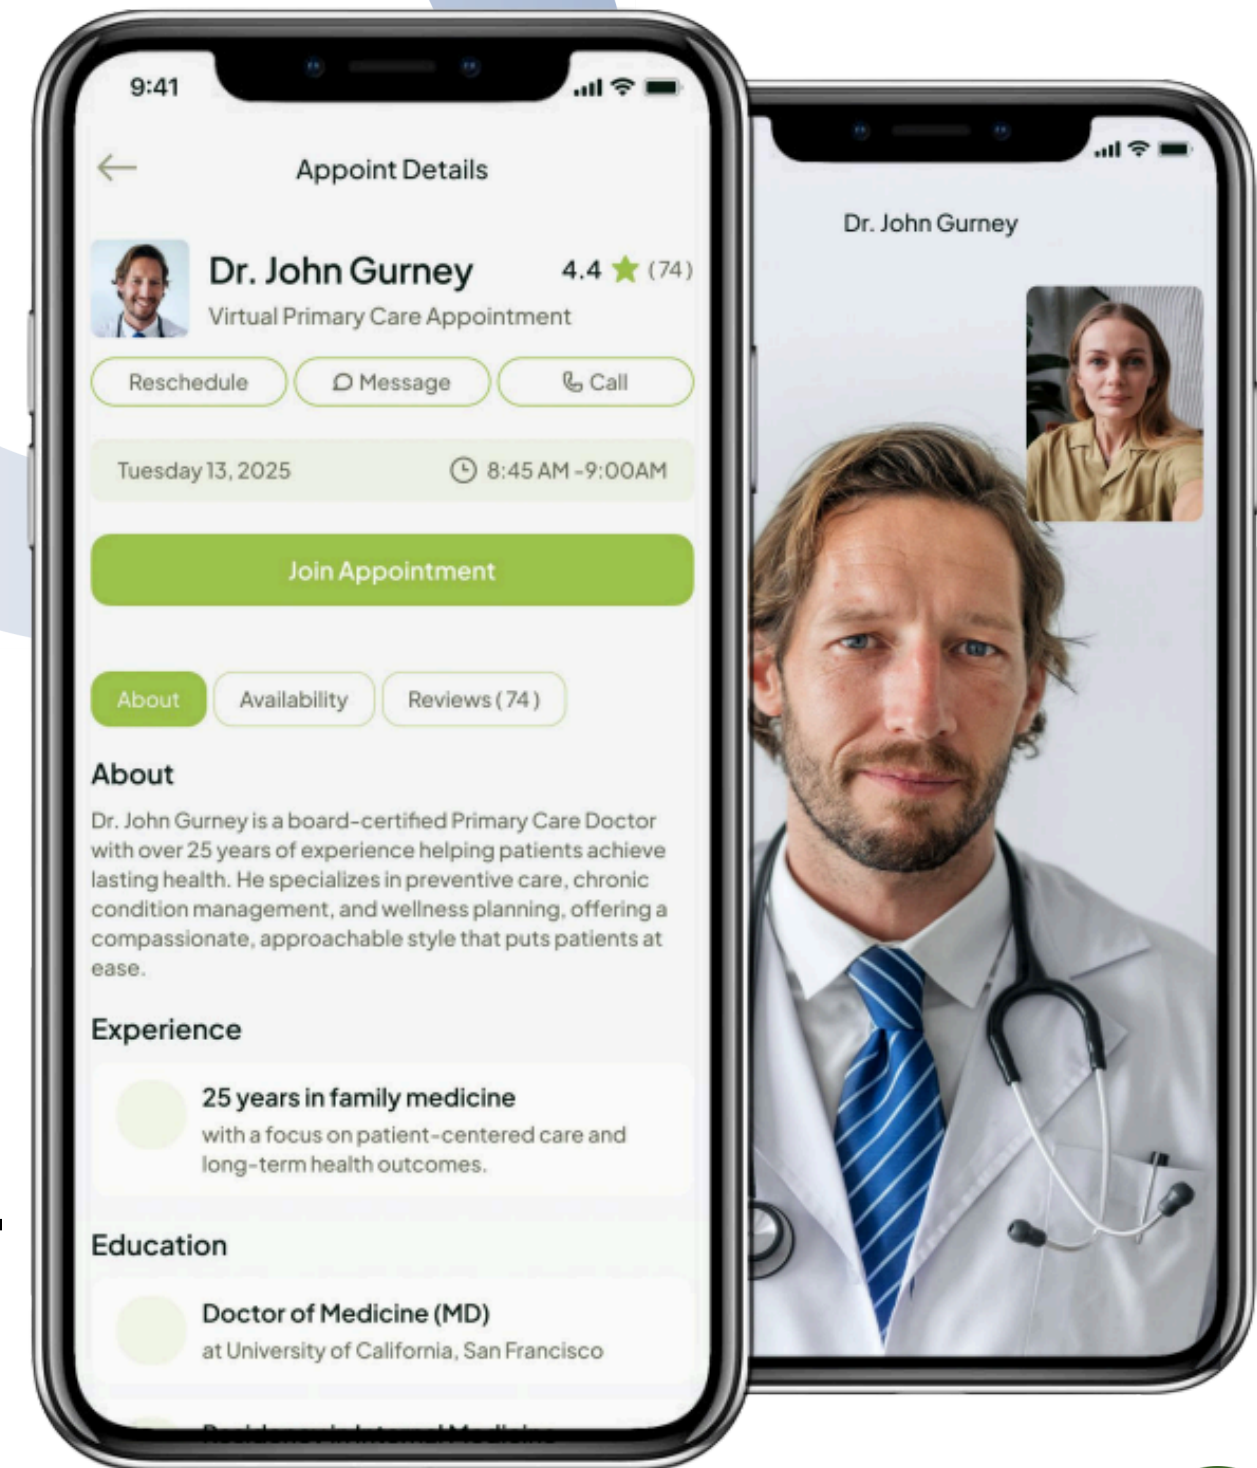 9:41
Appoint Details
Dr. John Gurney 4.4 (74)
Virtual Primary Care Appointment
Reschedule Message Call
Tuesday 13, 2025 8:45 AM -9:00AM
Join Appointment
About Availability Reviews (74)
About
Dr. John Gurney is a board-certified Primary Care Doctor
with over 25 years of experience helping patients achieve
lasting health. He specializes in preventive care, chronic
condition management, and wellness planning, offering a
compassionate, approachable style that puts patients at
ease.
Experience
25 years in family medicine
with a focus on patient-centered care and
long-term health outcomes.
Education
Doctor of Medicine (MD)
at University of California, San Francisco
Dr. John Gurney